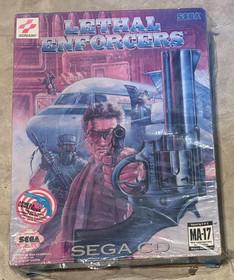 KONAMI
SEGA
LETHAL
ENFORCERS
MA-17
SEGA
SEGA CD